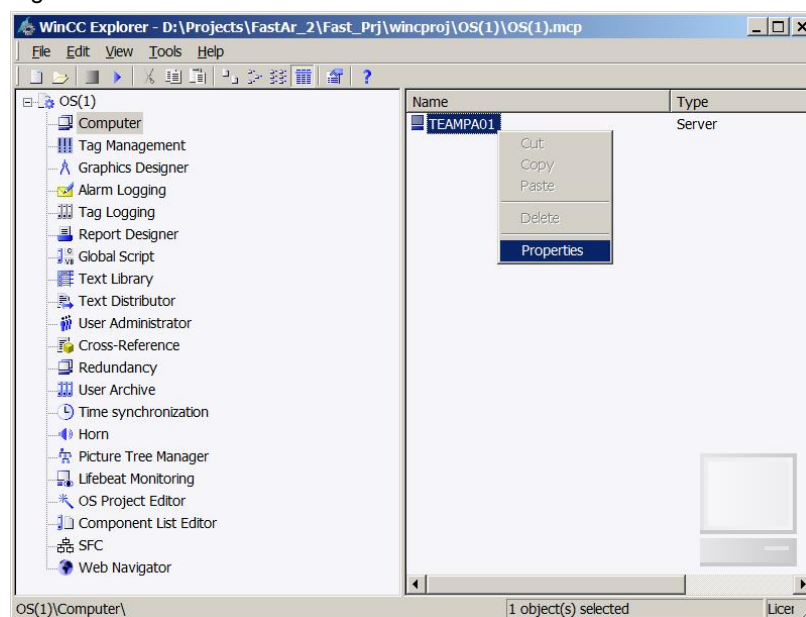 WinCC Explorer - D:\Projects\FastAr_2\Fast_Prj\wincproj\OS(1)\OS(1).mcp
File Edit View Tools Help
OS(1)
Computer
Tag Management
Graphics Designer
Alarm Logging
Tag Logging
Report Designer
Global Script
Text Library
Text Distributor
User Administrator
Cross-Reference
Redundancy
User Archive
Time synchronization
Horn
Picture Tree Manager
Lifebeat Monitoring
OS Project Editor
Component List Editor
SFC
Web Navigator
Name Type
TEAMPA01 Server
Cut
Copy
Paste
Delete
Properties
OS(1)\Computer\ 1 object(s) selected Licer